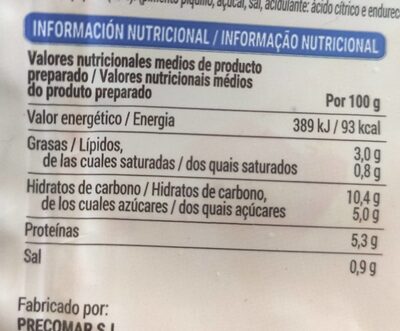 pimiento piquillo, azúcar, sal, acidulante: ácido cítrico e endurec
INFORMACIÓN NUTRICIONAL / INFORMAÇÃO NUTRICIONAL
Valores nutricionales medios de producto
preparado / Valores nutricionais médios
do produto preparado
Por 100 g
Valor energético / Energia 389 kJ / 93 kcal
Grasas / Lípidos, 3,0 g
de las cuales saturadas / dos quais saturados 0,8 g
Hidratos de carbono / Hidratos de carbono, 10,4 g
de los cuales azúcares / dos quais açúcares 5,0 g
Proteínas 5,3 g
Sal 0,9 g
Fabricado por:
PRECOMAR S.L